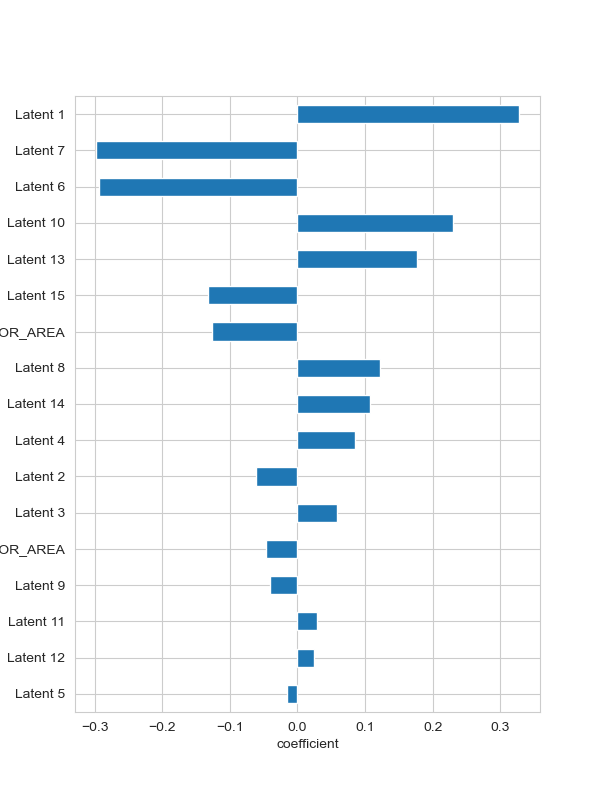 Latent 1
Latent 7
Latent 6
Latent 10
Latent 13
Latent 15
OR_AREA
Latent 8
Latent 14
Latent 4
Latent 2
Latent 3
OR_AREA
Latent 9
Latent 11
Latent 12
Latent 5
−0.3 −0.2 −0.1 0.0 0.1 0.2 0.3
coefficient